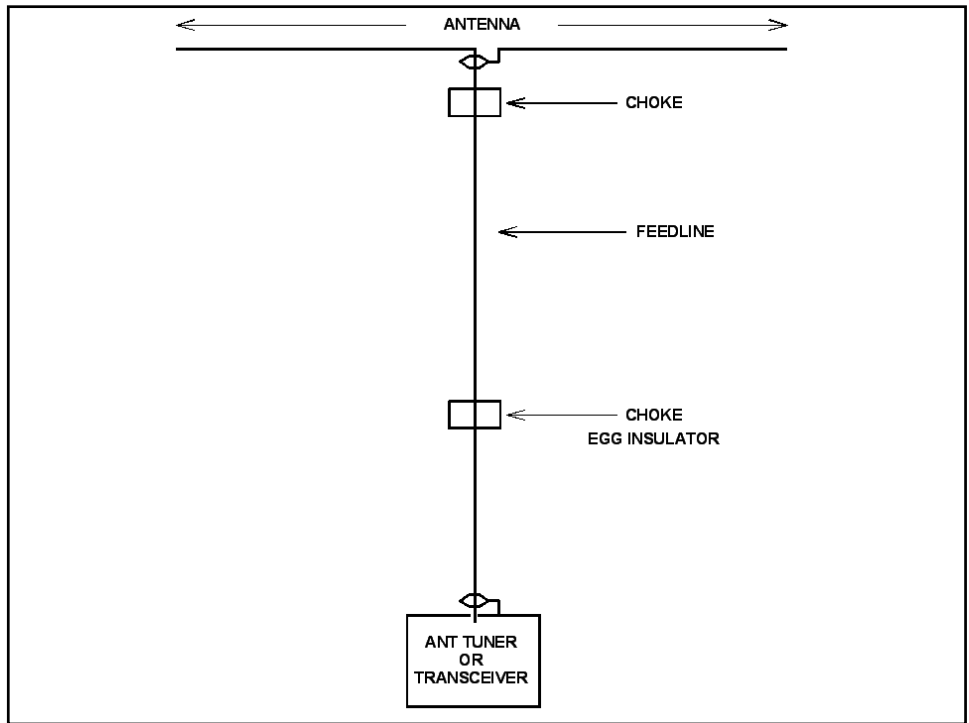 ANTENNA
CHOKE
FEEDLINE
CHOKE
EGG INSULATOR
ANT TUNER
OR
TRANSCEIVER